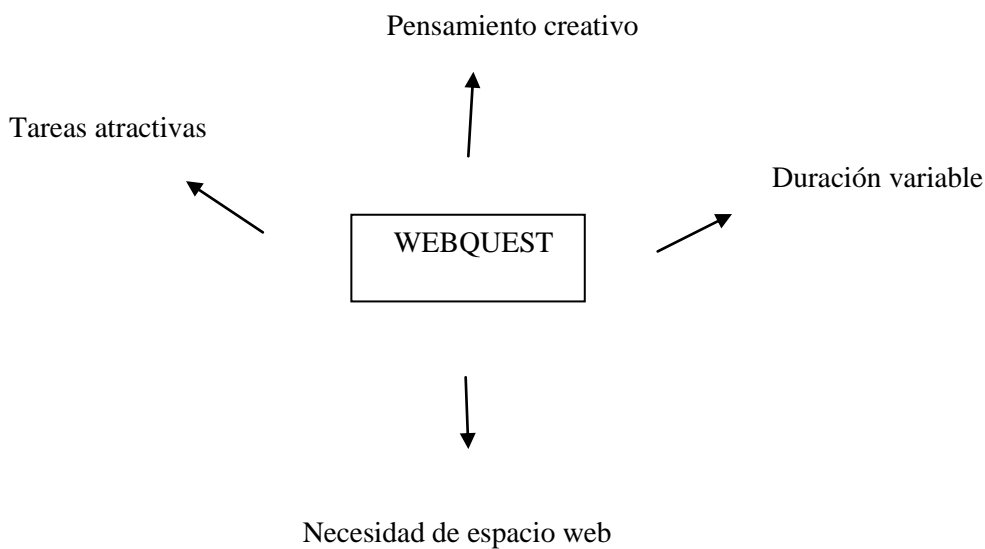 Pensamiento creativo
Tareas atractivas
Duración variable
WEBQUEST
Necesidad de espacio web